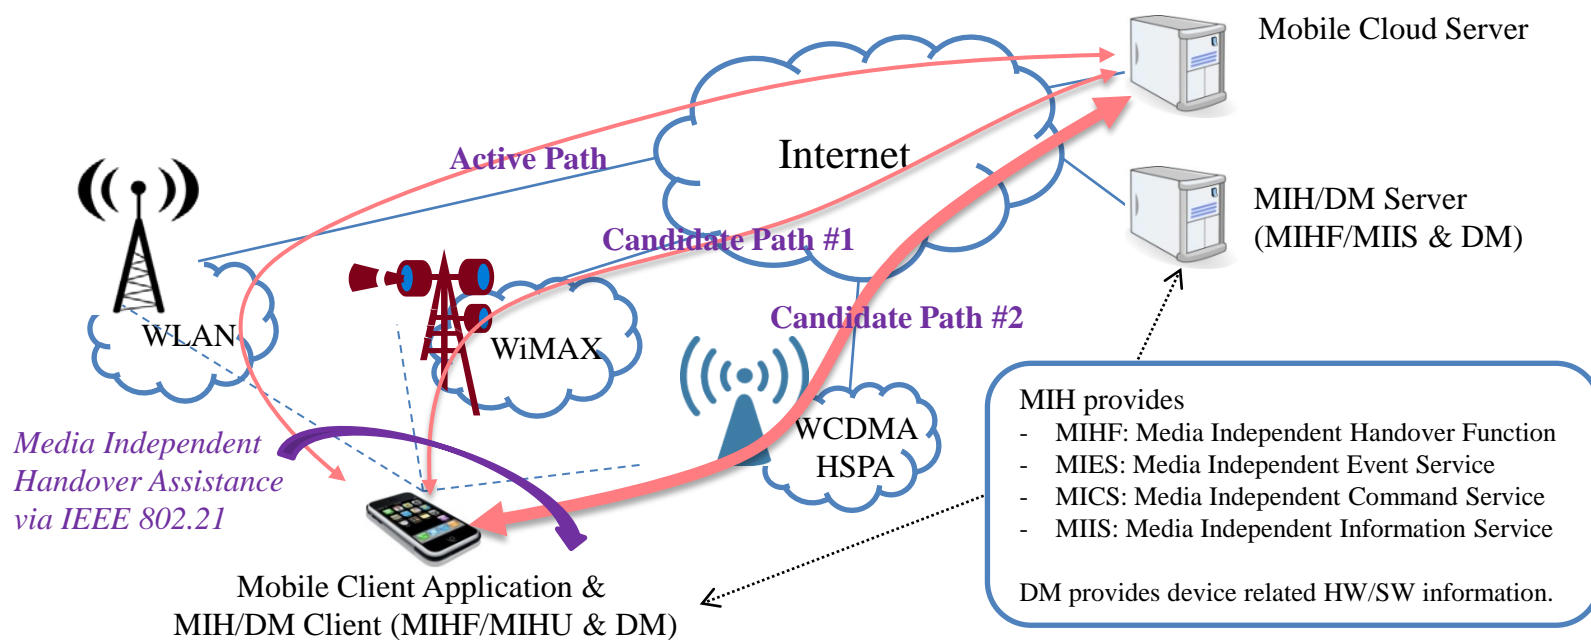 Mobile Cloud Server
Internet
Active Path
MIH/DM Server
(MIHF/MIIS & DM)
Candidate Path #1
Candidate Path #2
WLAN
WiMAX
WCDMA
HSPA
Media Independent
Handover Assistance
via IEEE 802.21
MIH provides
- MIHF: Media Independent Handover Function
- MIES: Media Independent Event Service
- MICS: Media Independent Command Service
- MIIS: Media Independent Information Service
DM provides device related HW/SW information.
Mobile Client Application &
MIH/DM Client (MIHF/MIHU & DM)